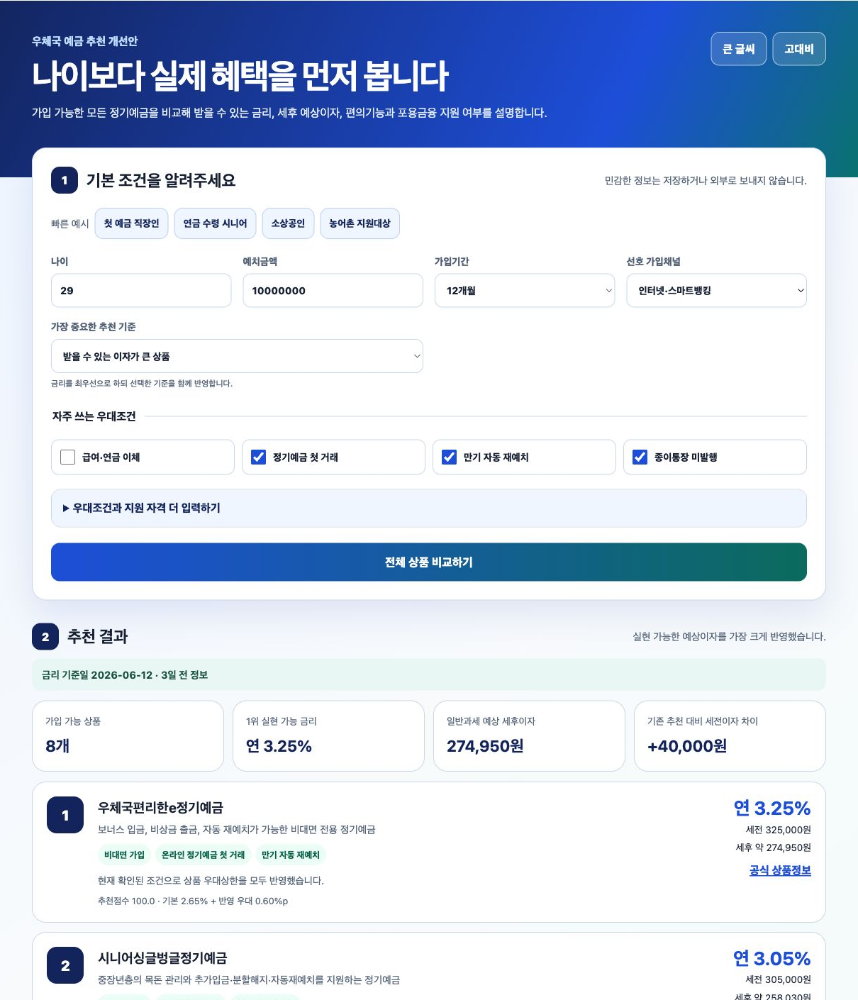 우체국 예금 추천 개선안
큰 글씨
고대비
나이보다 실제 혜택을 먼저 봅니다
가입 가능한 모든 정기예금을 비교해 받을 수 있는 금리, 세후 예상이자, 편의기능과 포용금융 지원 여부를 설명합니다.
1 기본 조건을 알려주세요
민감한 정보는 저장하거나 외부로 보내지 않습니다.
빠른 예시 첫 예금 직장인 연금 수령 시니어 소상공인 농어촌 지원대상
나이 예치금액 가입기간 선호 가입채널
29 10000000 12개월 인터넷·스마트뱅킹
가장 중요한 추천 기준
받을 수 있는 이자가 큰 상품
금리를 최우선으로 하되 선택한 기준을 함께 반영합니다.
자주 쓰는 우대조건
급여·연금 이체 정기예금 첫 거래 만기 자동 재예치 종이통장 미발행
▶ 우대조건과 지원 자격 더 입력하기
전체 상품 비교하기
2 추천 결과
실현 가능한 예상이자를 가장 크게 반영했습니다.
금리 기준일 2026-06-12 · 3일 전 정보
가입 가능 상품 1위 실현 가능 금리 일반과세 예상 세후이자 기존 추천 대비 세전이자 차이
8개 연 3.25% 274,950원 +40,000원
1
우체국편리한e정기예금
보너스 입금, 비상금 출금, 자동 재예치가 가능한 비대면 전용 정기예금
비대면 가입 온라인 정기예금 첫 거래 만기 자동 재예치
현재 확인된 조건으로 상품 우대상한을 모두 반영했습니다.
추천점수 100.0 · 기본 2.65% + 반영 우대 0.60%p
연 3.25%
세전 325,000원
세후 약 274,950원
공식 상품정보
2
시니어싱글벙글정기예금
중장년층의 목돈 관리와 추가입금·분할해지·자동재예치를 지원하는 정기예금
연 3.05%
세전 305,000원
세후 약 258,030원